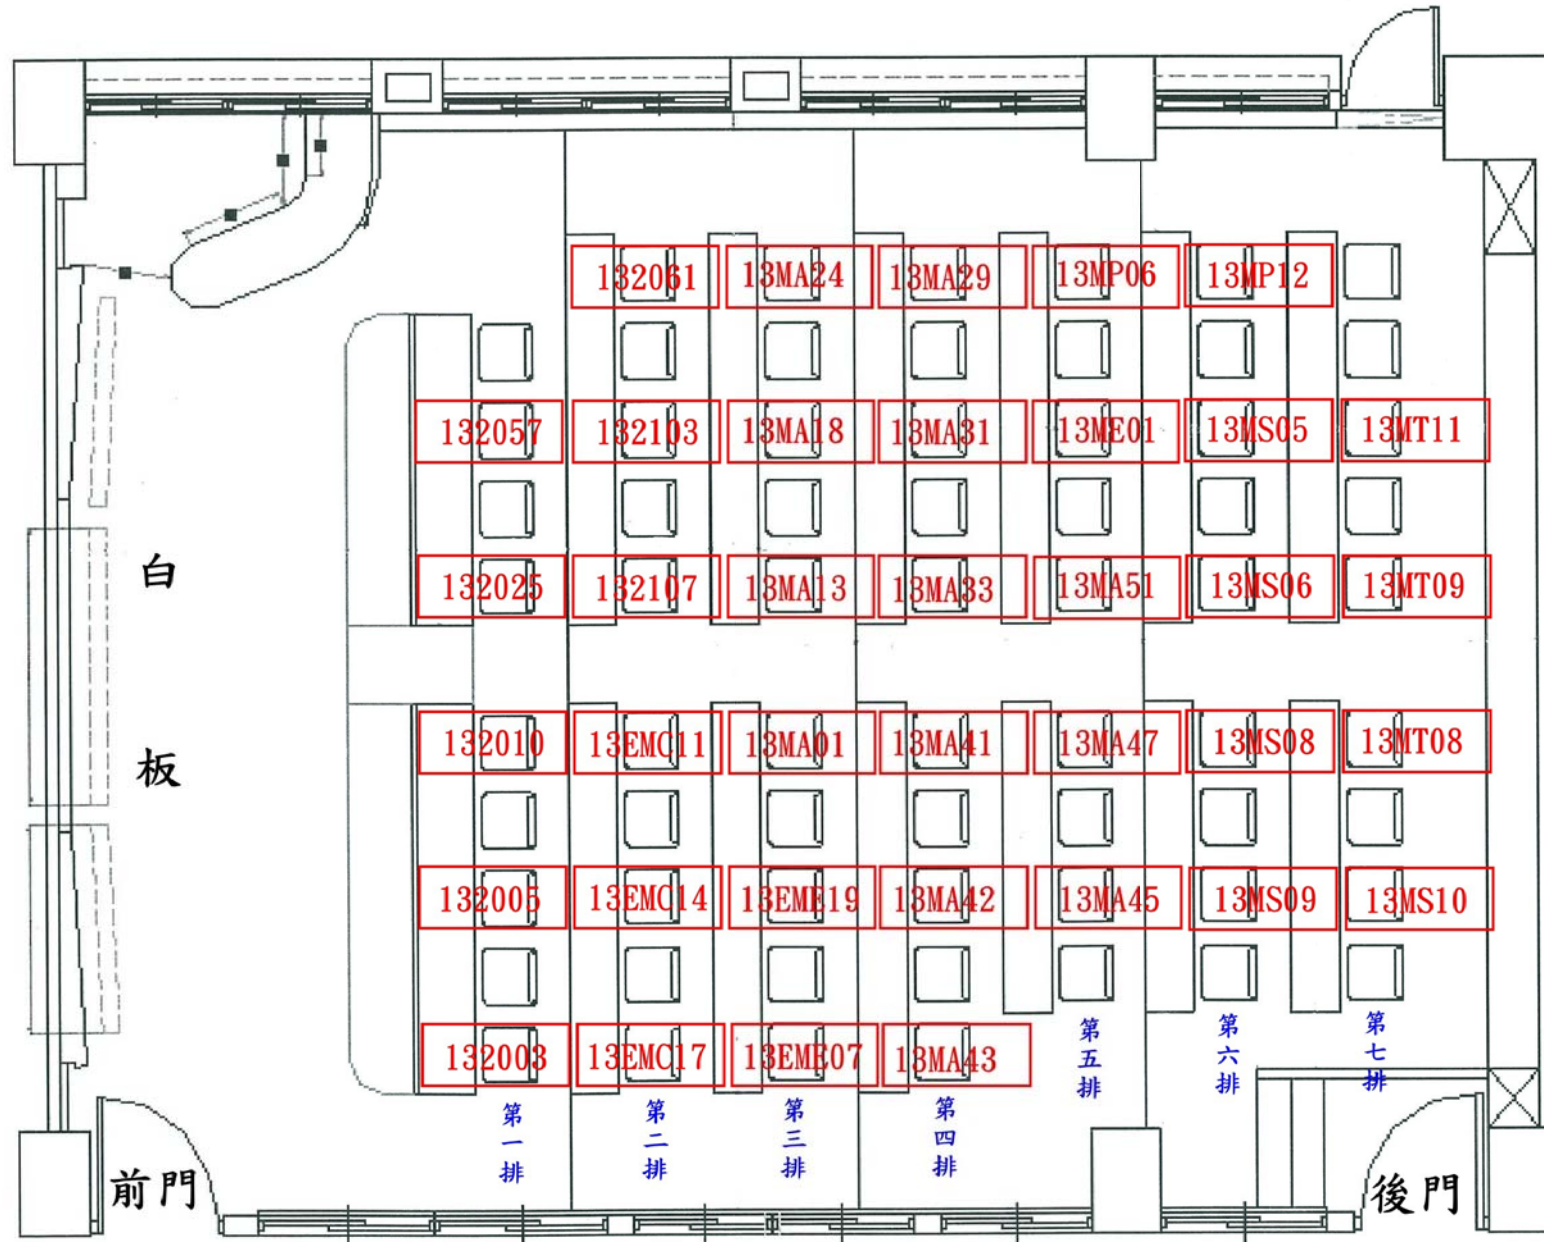 132061 13MA24 13MA29 13MP06 13MP12
132057 132103 13MA18 13MA31 13ME01 13MS05 13MT11
132025 132107 13MA13 13MA33 13MA51 13MS06 13MT09
132010 13EMC11 13MA01 13MA41 13MA47 13MS08 13MT08
132005 13EMC14 13EME19 13MA42 13MA45 13MS09 13MS10
132003 13EMC17 13EME07 13MA43
白板
第一排
第二排
第三排
第四排
第五排
第六排
第七排
前門
後門